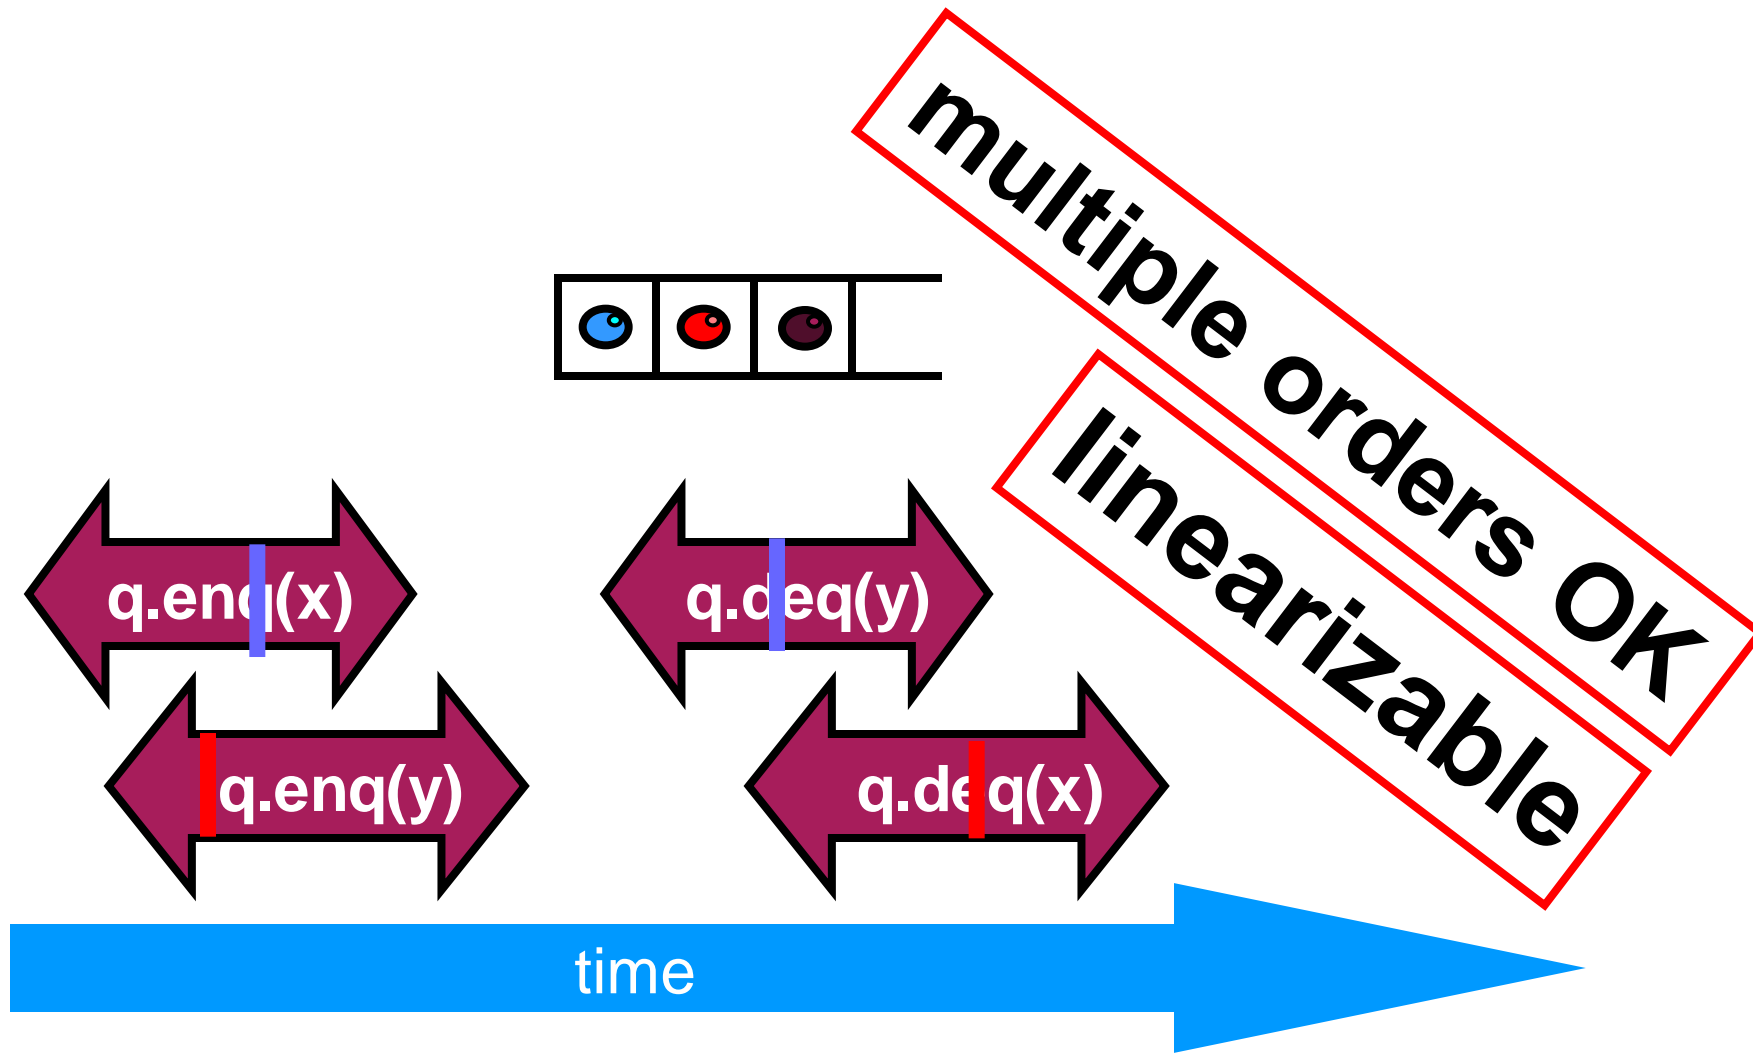 multiple orders OK
linearizable
q.enq(x)
q.deq(y)
q.enq(y)
q.deq(x)
time